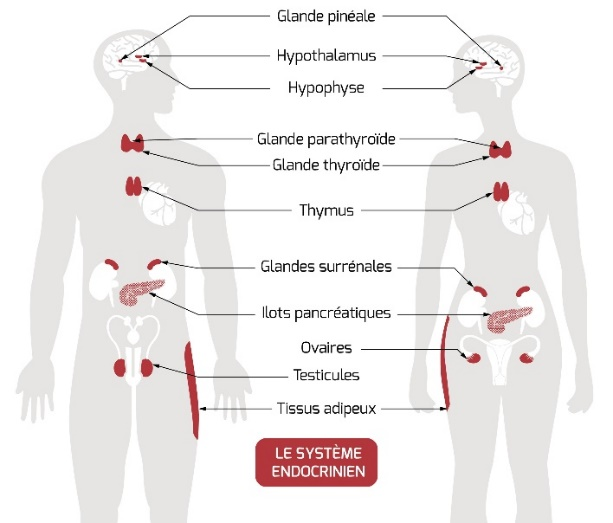 Glande pinéale
Hypothalamus
Hypophyse
Glande parathyroïde
Glande thyroïde
Thymus
Glandes surrénales
Ilots pancréatiques
Ovaires
Testicules
Tissus adipeux
LE SYSTÈME
ENDOCRINIEN